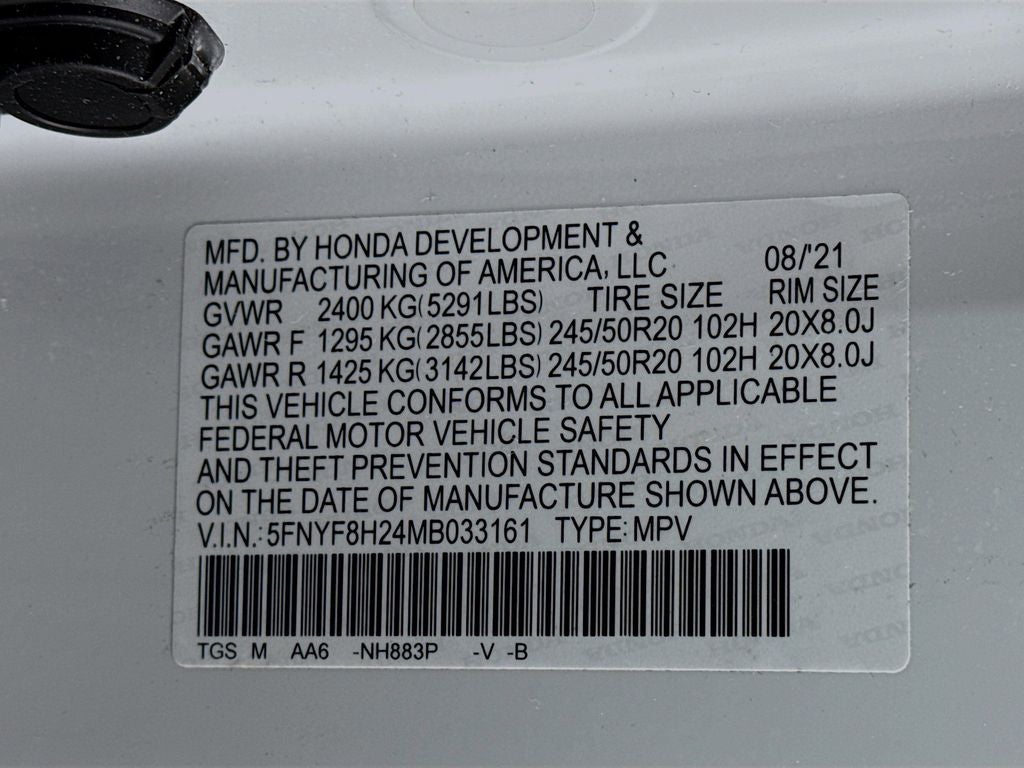 MFD. BY HONDA DEVELOPMENT &
MANUFACTURING OF AMERICA, LLC 08/'21
GVWR 2400 KG(5291LBS) TIRE SIZE RIM SIZE
GAWR F 1295 KG(2855LBS) 245/50R20 102H 20X8.0J
GAWR R 1425 KG(3142LBS) 245/50R20 102H 20X8.0J
THIS VEHICLE CONFORMS TO ALL APPLICABLE
FEDERAL MOTOR VEHICLE SAFETY
AND THEFT PREVENTION STANDARDS IN EFFECT
ON THE DATE OF MANUFACTURE SHOWN ABOVE.
V.I.N.: 5FNYF8H24MB033161 TYPE: MPV
TGS M AA6 -NH883P -V -B